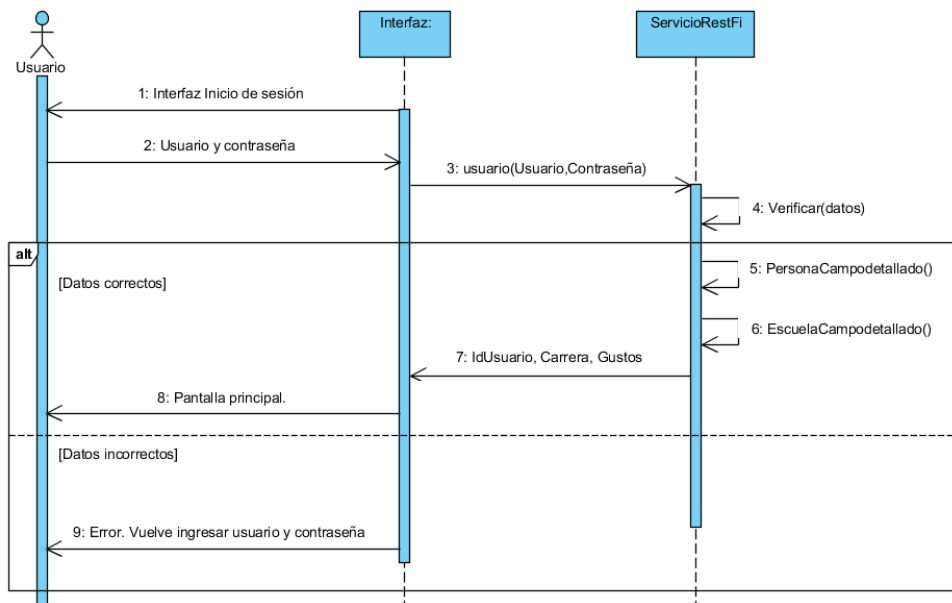 Interfaz:
ServicioRestFi
Usuario
1: Interfaz Inicio de sesión
2: Usuario y contraseña
3: usuario(Usuario,Contraseña)
4: Verificar(datos)
alt
[Datos correctos]
5: PersonaCampodetallado()
6: EscuelaCampodetallado()
7: IdUsuario, Carrera, Gustos
8: Pantalla principal.
[Datos incorrectos]
9: Error. Vuelve ingresar usuario y contraseña